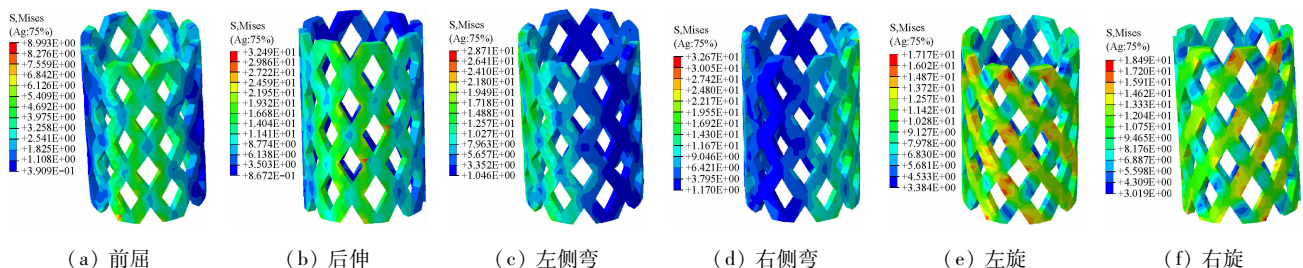 S,Mises
(Ag:75%)
+8.993E+00
+8.276E+00
+7.559E+00
+6.842E+00
+6.126E+00
+5.409E+00
+4.692E+00
+3.975E+00
+3.258E+00
+2.541E+00
+1.825E+00
+1.108E+00
+3.909E−01
(a) 前屈
S,Mises
(Ag:75%)
+3.249E+01
+2.986E+01
+2.722E+01
+2.459E+01
+2.195E+01
+1.932E+01
+1.668E+01
+1.404E+01
+1.141E+01
+8.774E+00
+6.138E+00
+3.503E+00
+8.672E−01
(b) 后伸
S,Mises
(Ag:75%)
+2.871E+01
+2.641E+01
+2.410E+01
+2.180E+01
+1.949E+01
+1.718E+01
+1.488E+01
+1.257E+01
+1.027E+01
+7.963E+00
+5.657E+00
+3.352E+00
+1.046E+00
(c) 左侧弯
S,Mises
(Ag:75%)
+3.267E+01
+3.005E+01
+2.742E+01
+2.480E+01
+2.217E+01
+1.955E+01
+1.692E+01
+1.430E+01
+1.167E+01
+9.046E+00
+6.421E+00
+3.795E+00
+1.170E+00
(d) 右侧弯
S,Mises
(Ag:75%)
+1.717E+01
+1.602E+01
+1.487E+01
+1.372E+01
+1.257E+01
+1.142E+01
+1.028E+01
+9.127E+00
+7.978E+00
+6.830E+00
+5.681E+00
+4.533E+00
+3.384E+00
(e) 左旋
S,Mises
(Ag:75%)
+1.849E+01
+1.720E+01
+1.591E+01
+1.462E+01
+1.333E+01
+1.204E+01
+1.075E+01
+9.465E+00
+8.176E+00
+6.887E+00
+5.598E+00
+4.309E+00
+3.019E+00
(f) 右旋